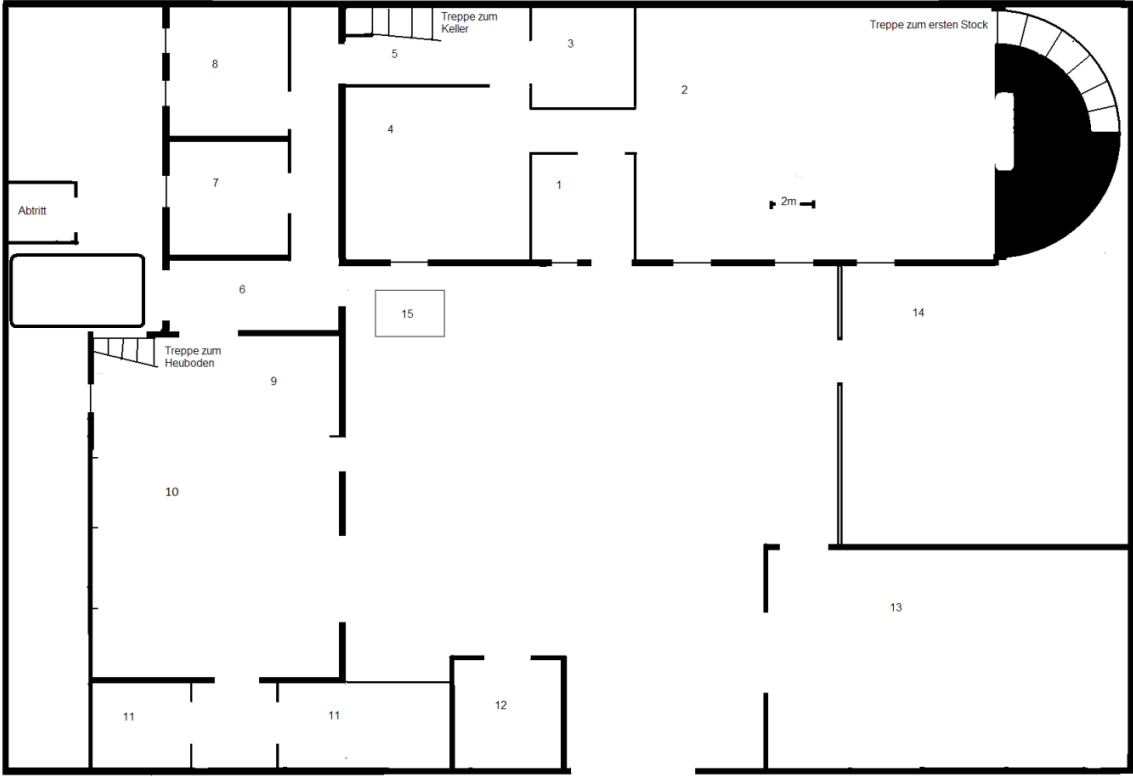 Treppe zum
Keller
Treppe zum ersten Stock
3
5
8
2
4
7
1
2m
Abtritt
6
15
14
Treppe zum
Heuboden
9
10
13
12
11
11